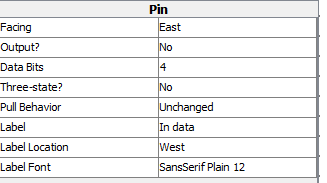 Pin
Facing East
Output? No
Data Bits 4
Three-state? No
Pull Behavior Unchanged
Label In data
Label Location West
Label Font SansSerif Plain 12